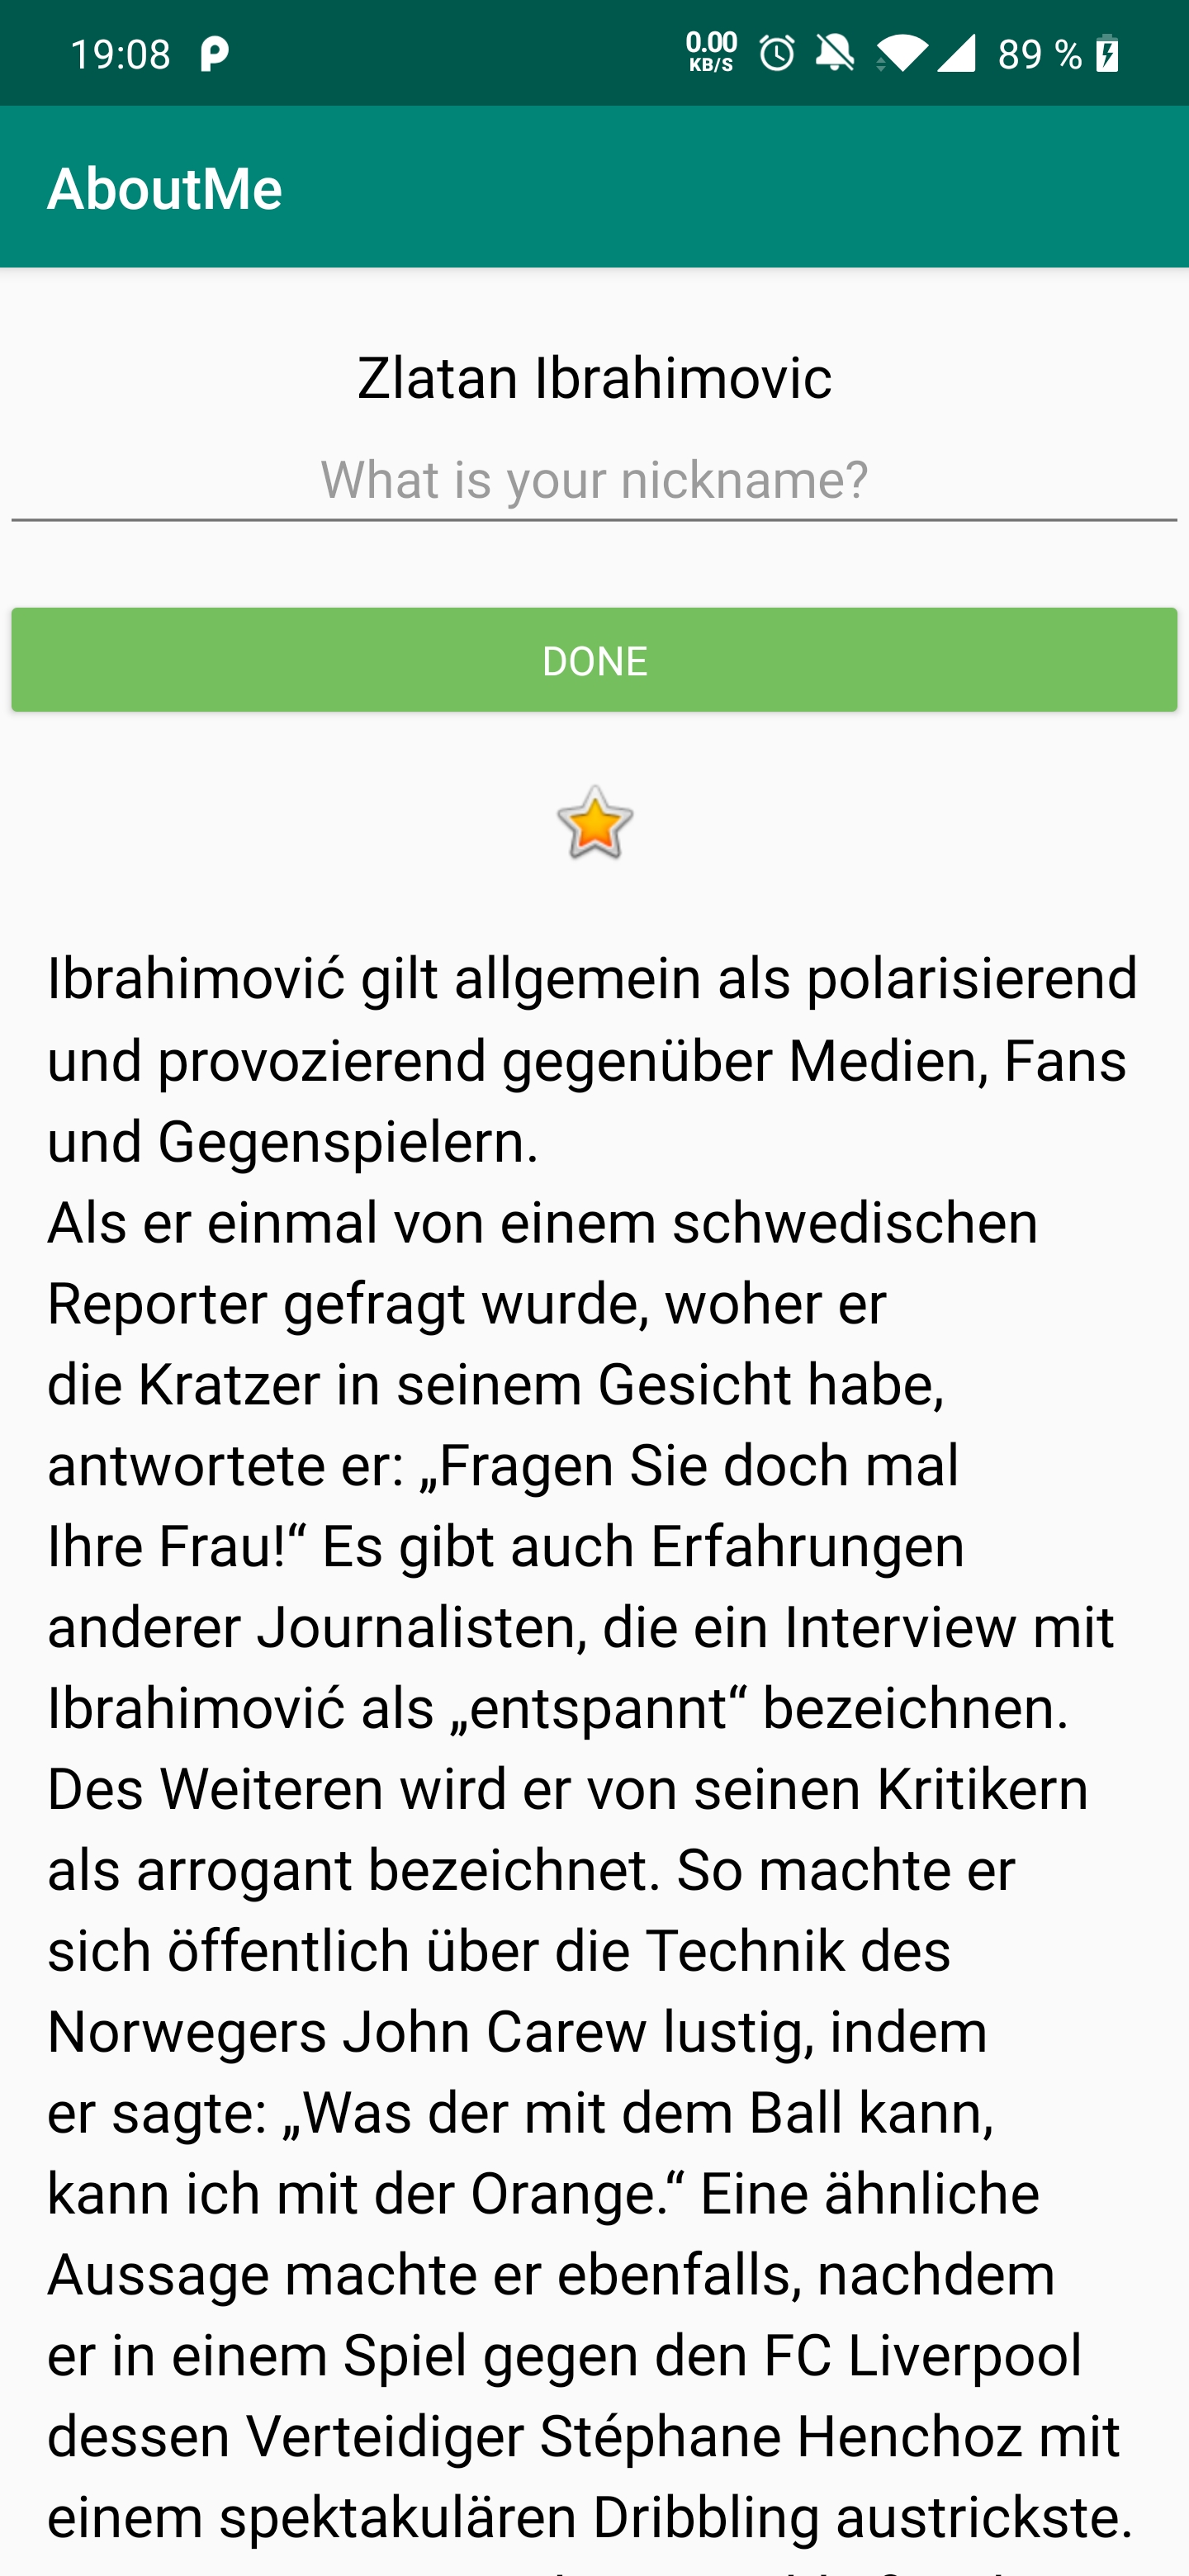 19:08 0.00 KB/S 89 %
AboutMe
Zlatan Ibrahimovic
What is your nickname?
DONE
Ibrahimović gilt allgemein als polarisierend
und provozierend gegenüber Medien, Fans
und Gegenspielern.
Als er einmal von einem schwedischen
Reporter gefragt wurde, woher er
die Kratzer in seinem Gesicht habe,
antwortete er: „Fragen Sie doch mal
Ihre Frau!“ Es gibt auch Erfahrungen
anderer Journalisten, die ein Interview mit
Ibrahimović als „entspannt“ bezeichnen.
Des Weiteren wird er von seinen Kritikern
als arrogant bezeichnet. So machte er
sich öffentlich über die Technik des
Norwegers John Carew lustig, indem
er sagte: „Was der mit dem Ball kann,
kann ich mit der Orange.“ Eine ähnliche
Aussage machte er ebenfalls, nachdem
er in einem Spiel gegen den FC Liverpool
dessen Verteidiger Stéphane Henchoz mit
einem spektakulären Dribbling austrickste.